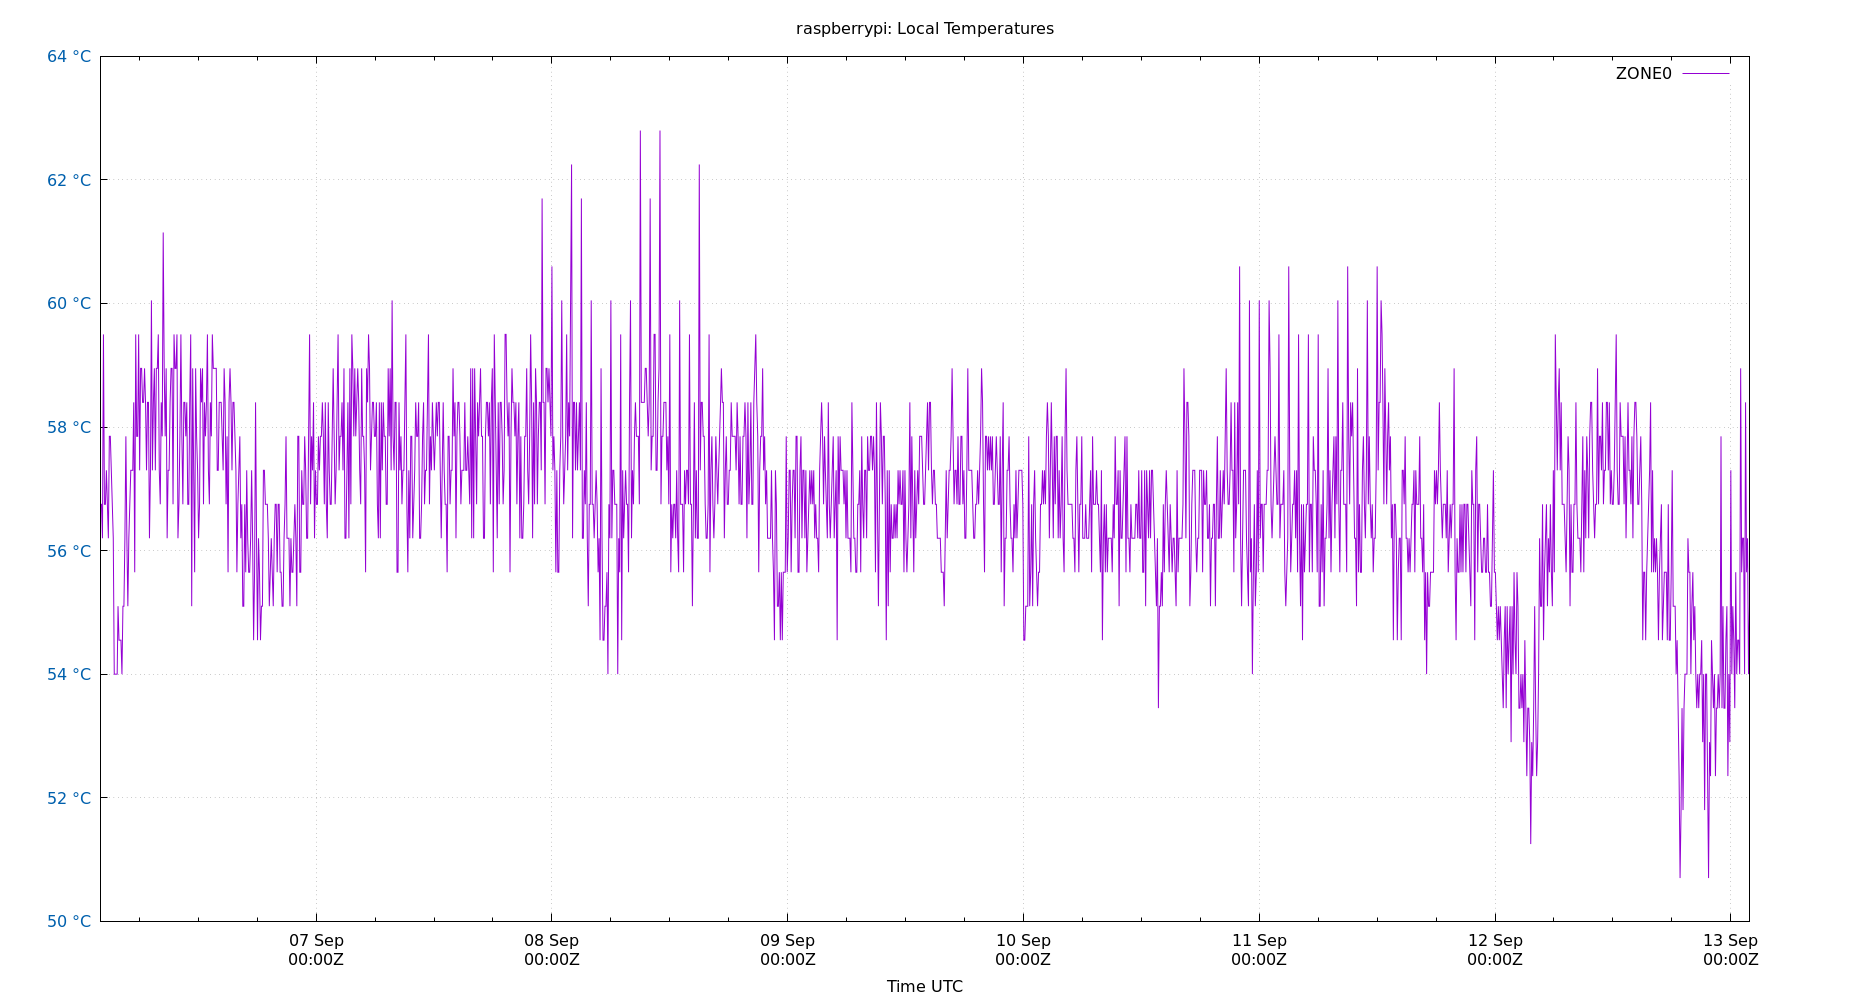 raspberrypi: Local Temperatures
64 °C
ZONE0
62 °C
60 °C
58 °C
56 °C
54 °C
52 °C
50 °C
07 Sep 08 Sep 09 Sep 10 Sep 11 Sep 12 Sep 13 Sep
00:00Z 00:00Z 00:00Z 00:00Z 00:00Z 00:00Z 00:00Z
Time UTC